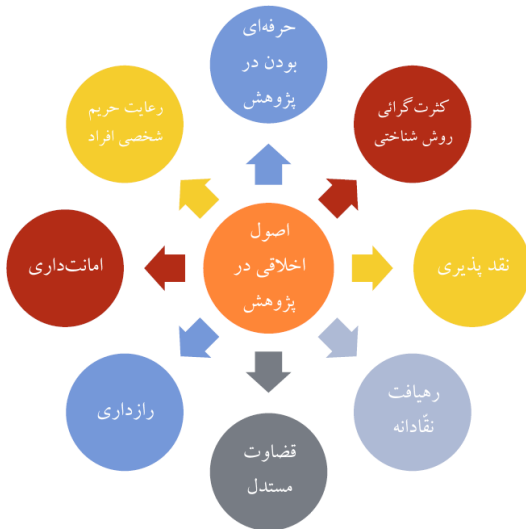 حرفه‌ای
بودن در
پژوهش
کثرت‌گرائی
روش شناختی
نقد پذیری
رهیافت
نقّادانه
قضاوت
مستدل
رازداری
امانت‌داری
رعایت حریم
شخصی افراد
اصول
اخلاقی در
پژوهش